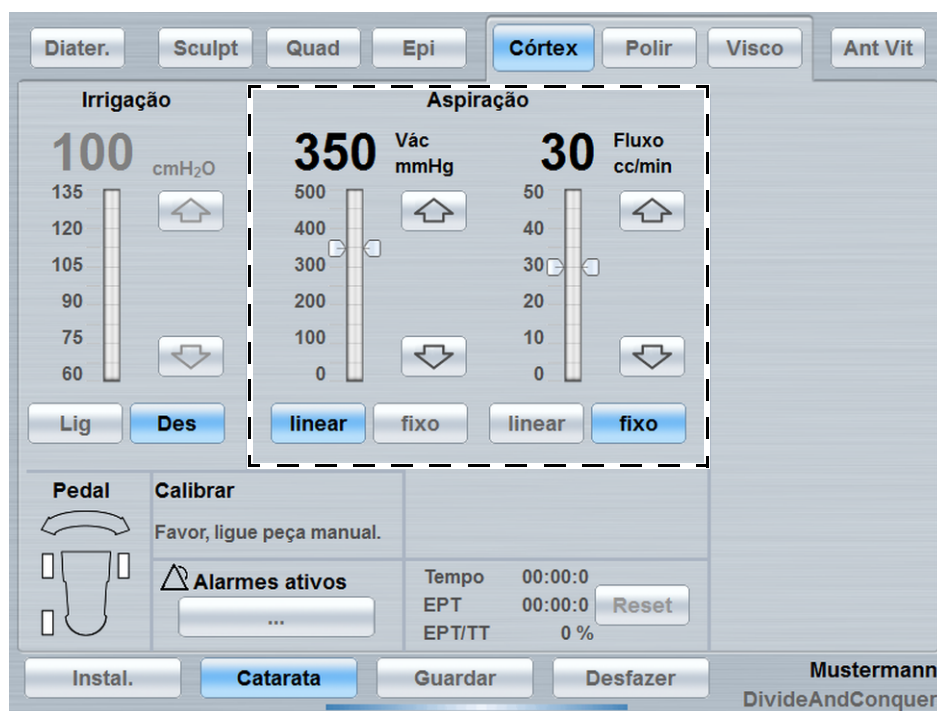 Diater. Sculpt Quad Epi Córtex Polir Visco Ant Vit
Irrigação Aspiração
100 cmH₂O 350 Vác mmHg 30 Fluxo cc/min
135 500 50
120 400 40
105 300 30
90 200 20
75 100 10
60 0 0
Lig Des linear fixo linear fixo
Pedal Calibrar
Favor, ligue peça manual.
Alarmes ativos
...
Tempo 00:00:0
EPT 00:00:0 Reset
EPT/TT 0 %
Instal. Catarata Guardar Desfazer Mustermann
DivideAndConquer